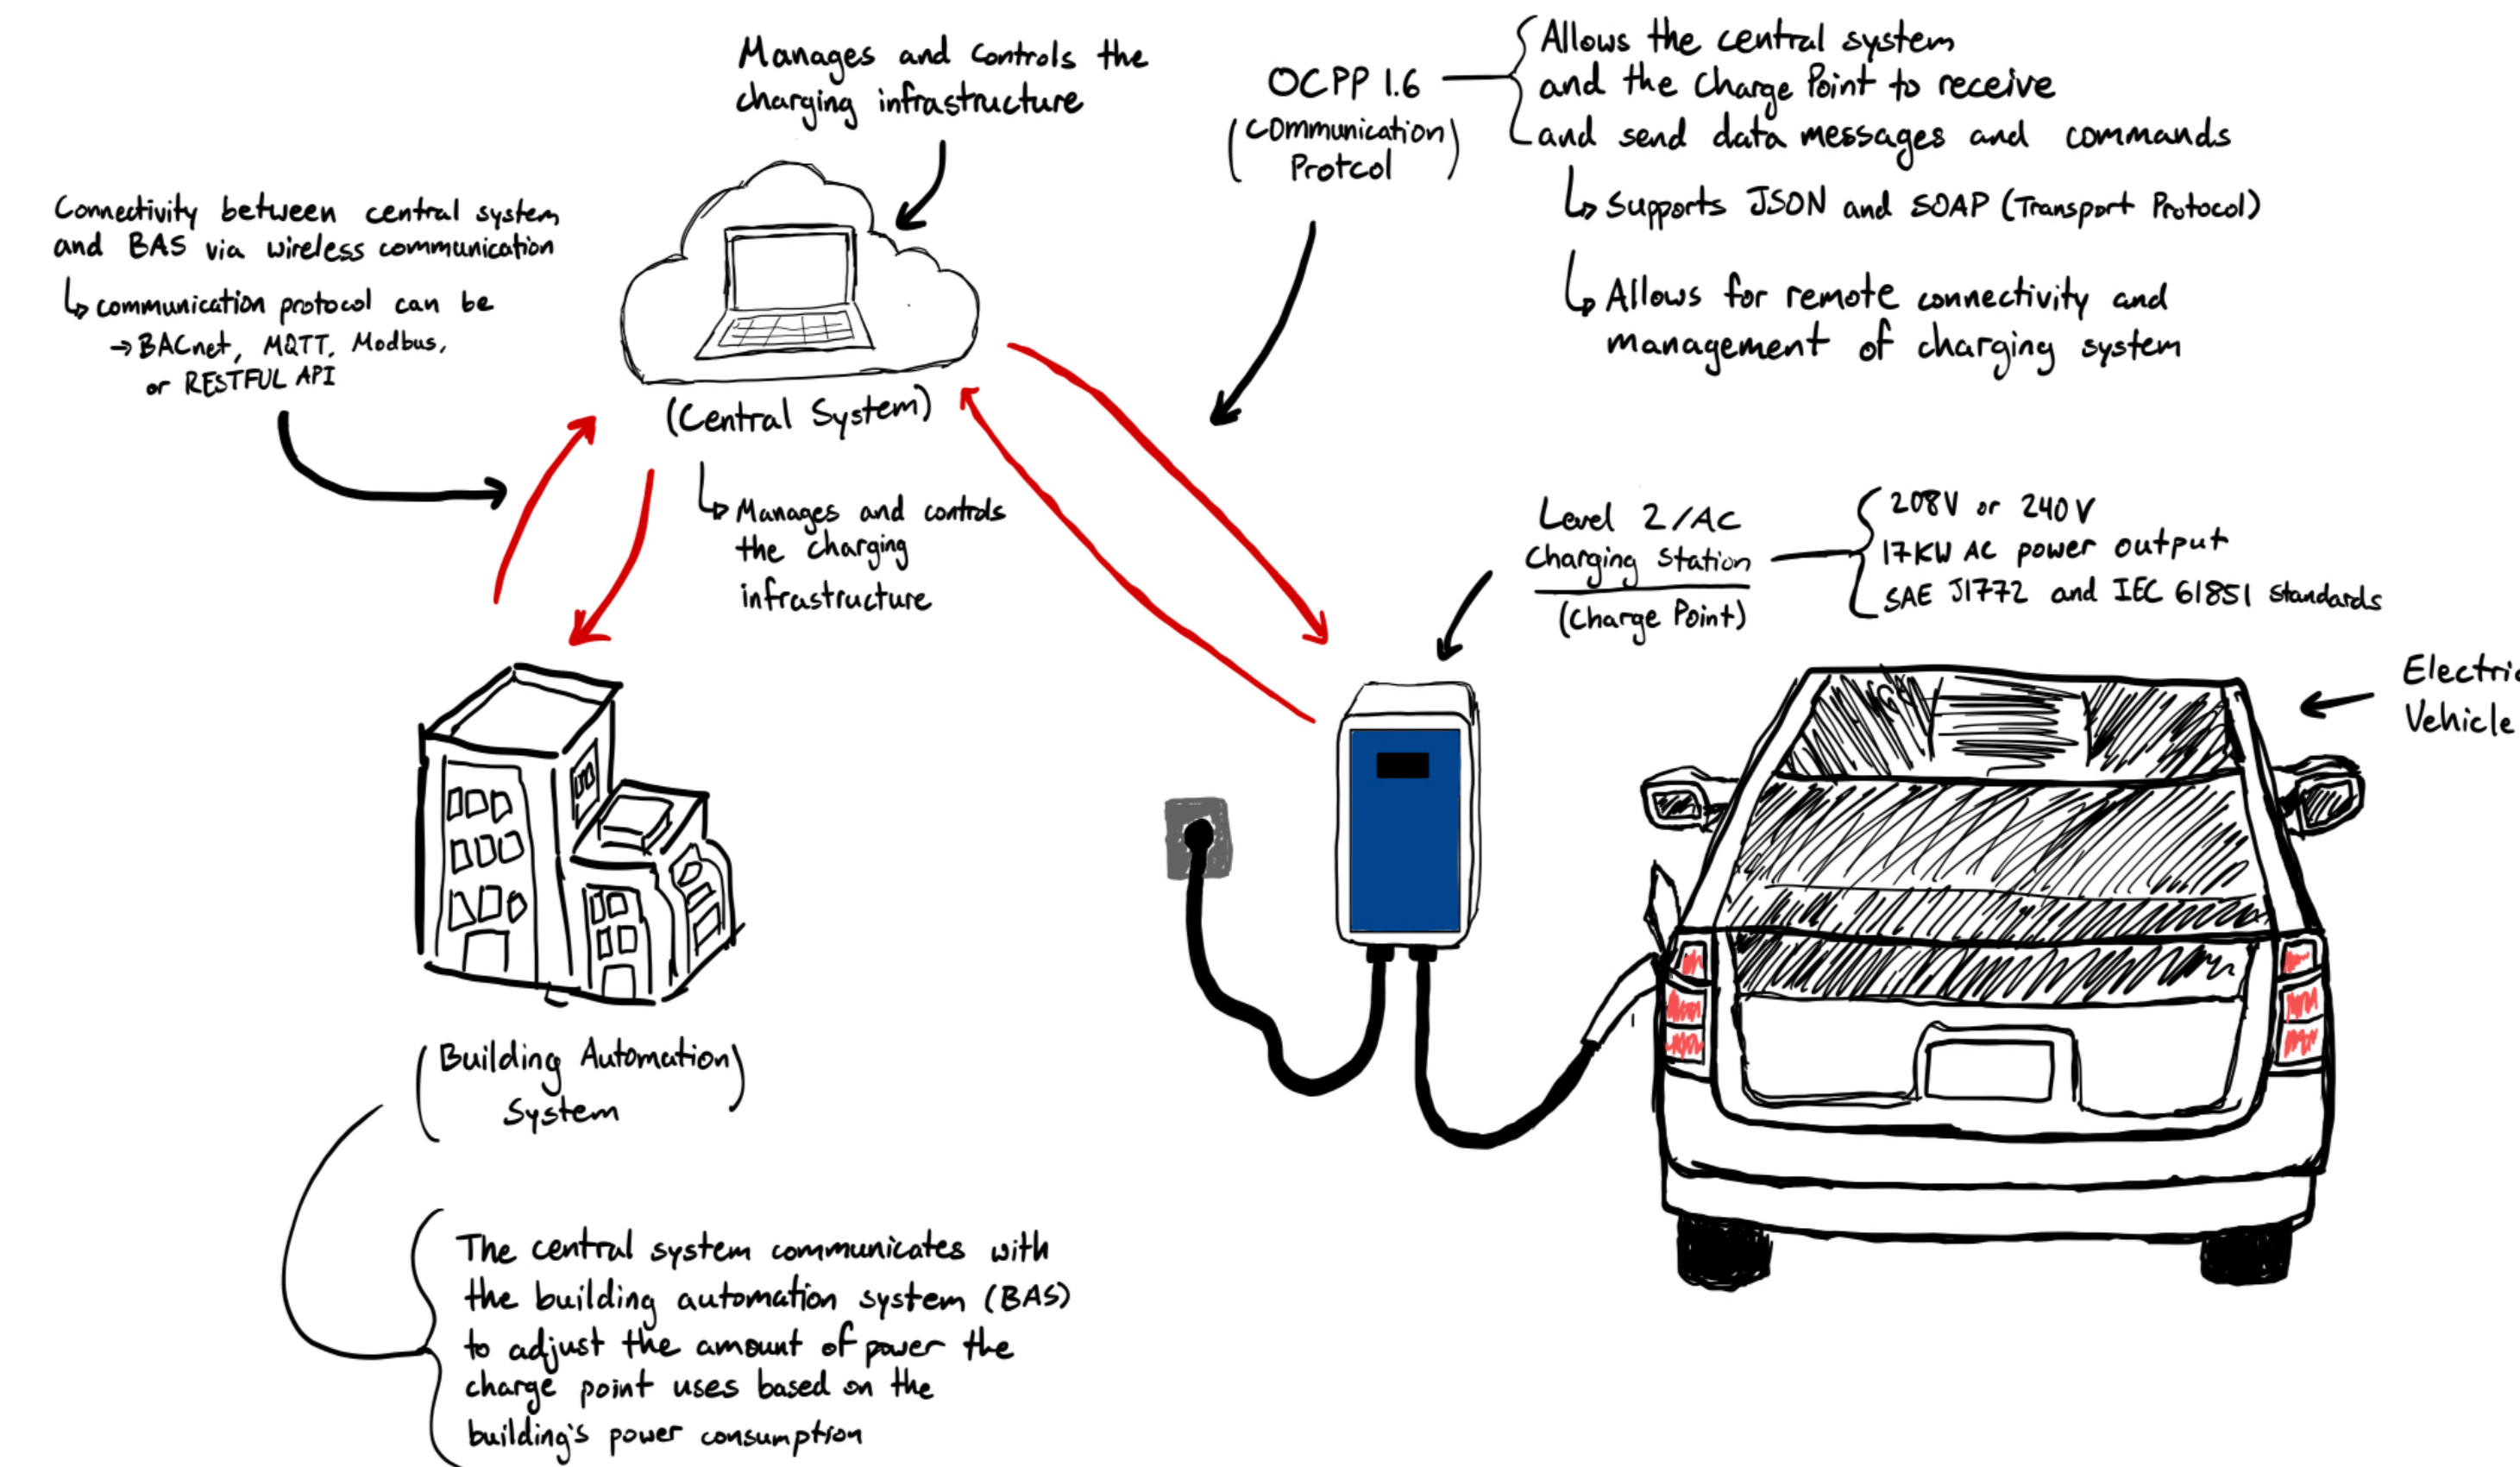 Manages and controls the
charging infrastructure
OCPP 1.6
(Communication)
Protcol
Allows the central system
and the Charge Point to receive
and send data messages and commands
↳ Supports JSON and SOAP (Transport Protocol)
↳ Allows for remote connectivity and
management of charging system
Connectivity between central system
and BAS via wireless communication
↳ communication protocol can be
→ BACnet, MQTT, Modbus,
or RESTFUL API
(Central System)
↳ Manages and controls
the charging
infrastructure
Level 2/AC
Charging Station
(Charge Point)
208V or 240V
17KW AC power output
SAE J1772 and IEC 61851 standards
Electric
Vehicle
(Building Automation)
System
The central system communicates with
the building automation system (BAS)
to adjust the amount of power the
charge point uses based on the
building's power consumption